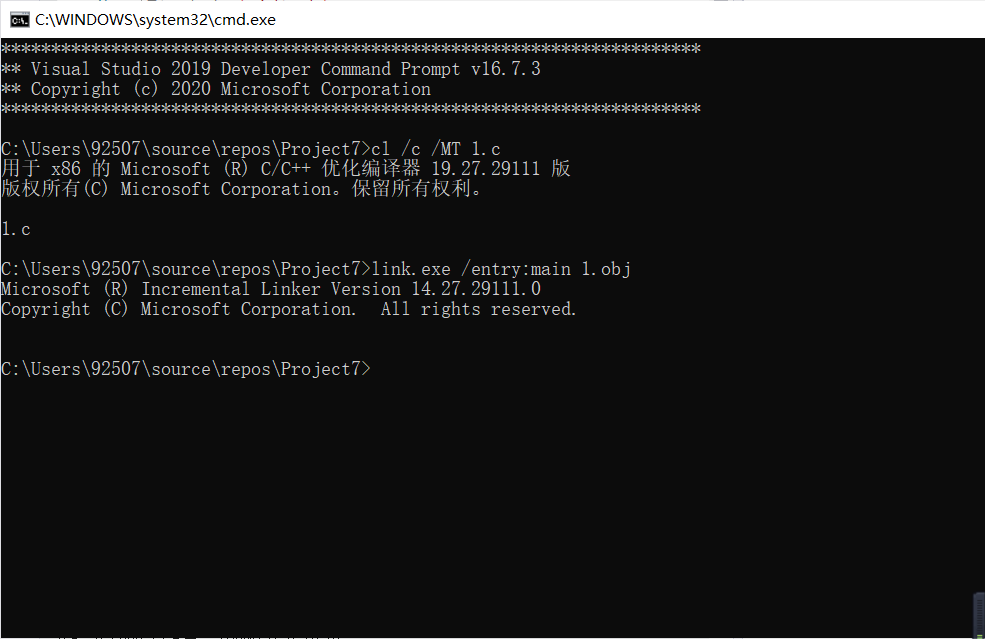 C:\WINDOWS\system32\cmd.exe
**********************************************************************
** Visual Studio 2019 Developer Command Prompt v16.7.3
** Copyright (c) 2020 Microsoft Corporation
**********************************************************************
C:\Users\92507\source\repos\Project7>cl /c /MT 1.c
用于 x86 的 Microsoft (R) C/C++ 优化编译器 19.27.29111 版
版权所有(C) Microsoft Corporation。保留所有权利。
1.c
C:\Users\92507\source\repos\Project7>link.exe /entry:main 1.obj
Microsoft (R) Incremental Linker Version 14.27.29111.0
Copyright (C) Microsoft Corporation.  All rights reserved.
C:\Users\92507\source\repos\Project7>